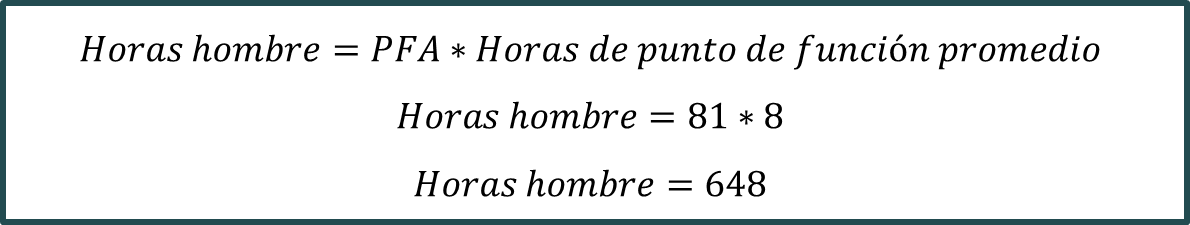 Horas hombre = PFA ∗ Horas de punto de función promedio
Horas hombre = 81 ∗ 8
Horas hombre = 648